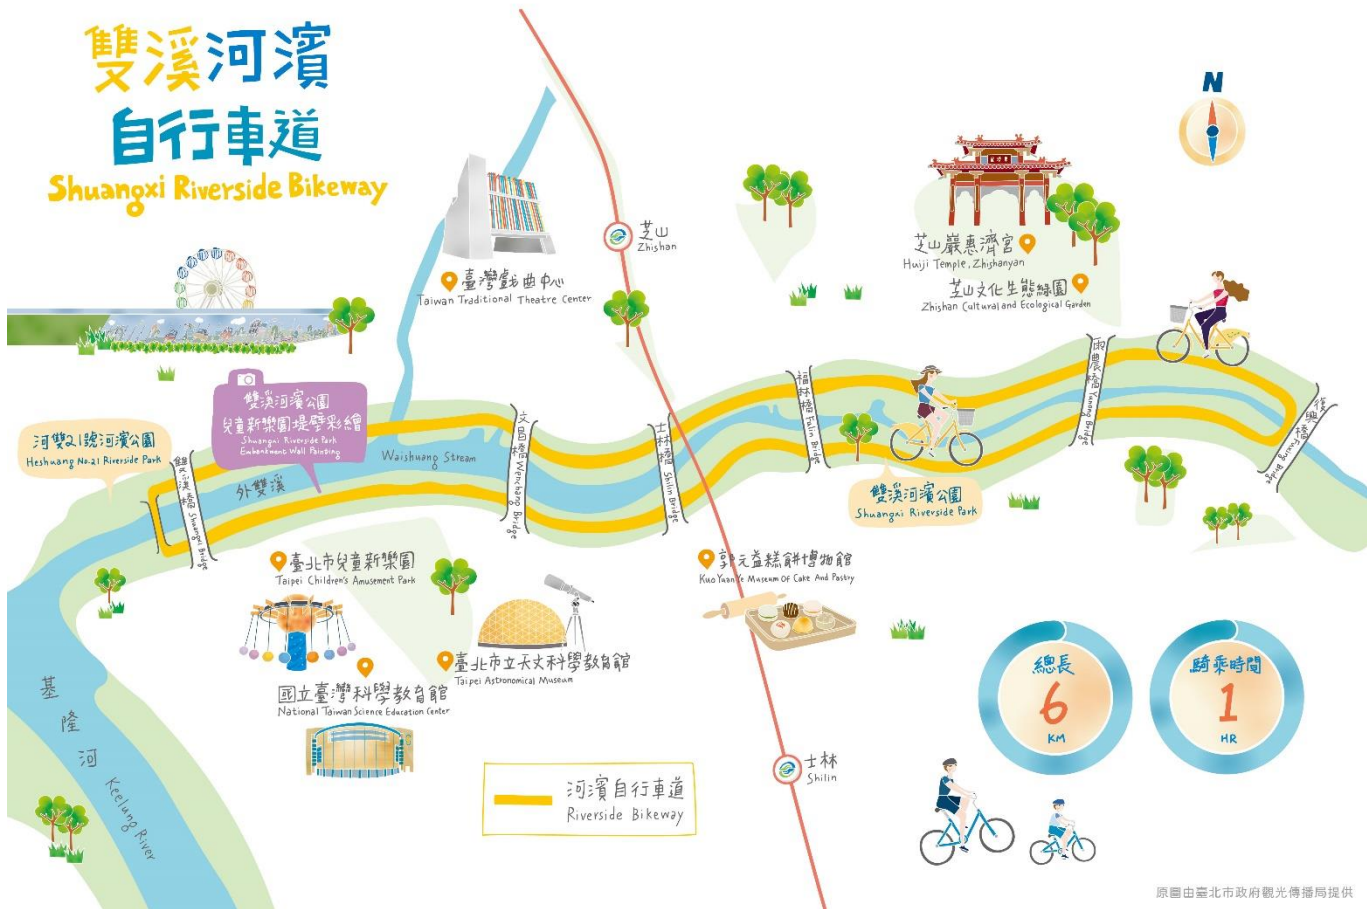 雙溪河濱
自行車道
Shuangxi Riverside Bikeway
N
臺灣戲曲中心
Taiwan Traditional Theatre Center
芝山
Zhishan
芝山巖惠濟宮
Huiji Temple, Zhishanyan
芝山文化生態綠園
Zhishan Cultural and Ecological Garden
雙溪河濱公園
兒童新樂園堤壁彩繪
Shuangxi Riverside Park
Embankment Wall Painting
河雙21號河濱公園
Heshuang No.21 Riverside Park
雙溪橋 Shuangxi Bridge
外雙溪
Waishuang Stream
文昌橋 Wenchang Bridge
士林橋 Shilin Bridge
福林橋 Fulin Bridge
雨農橋 Yunong Bridge
復興橋 Fuxing Bridge
雙溪河濱公園
Shuangxi Riverside Park
臺北市兒童新樂園
Taipei Children's Amusement Park
郭元益糕餅博物館
Kuo Yuan Ye Museum Of Cake And Pastry
臺北市立天文科學教育館
Taipei Astronomical Museum
國立臺灣科學教育館
National Taiwan Science Education Center
基隆河
Keelung River
士林
Shilin
河濱自行車道
Riverside Bikeway
總長
6
KM
騎乘時間
1
HR
原圖由臺北市政府觀光傳播局提供